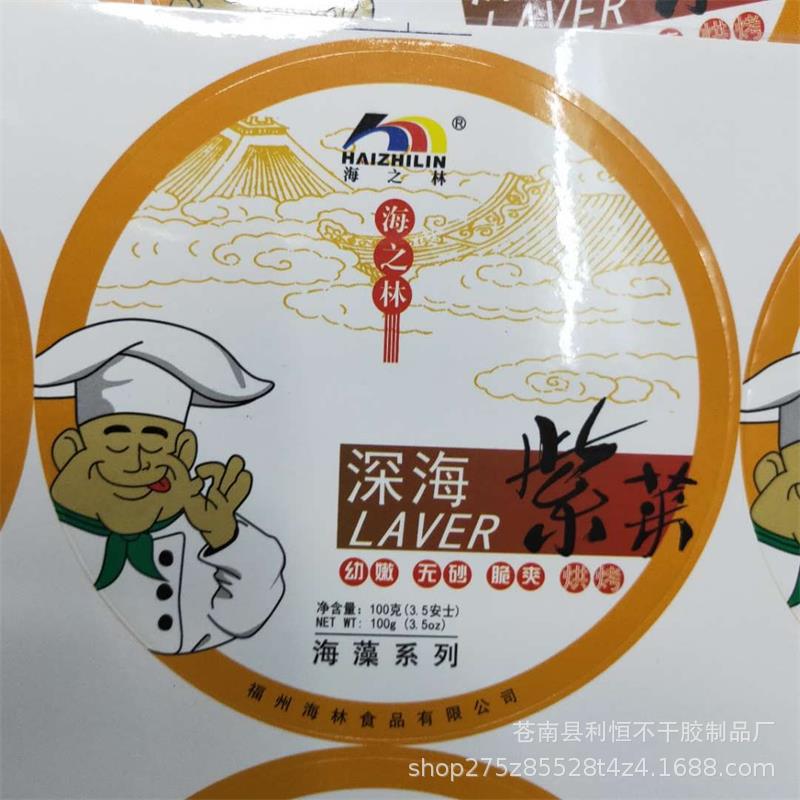 LAVER
烘烤
®
HAIZHILIN
海之林
海之林
深海
紫菜
LAVER
幼嫩 无砂 脆爽 烘烤
净含量：100克(3.5安士)
NET WT: 100g (3.5oz)
海藻系列
福州海林食品有限公司
苍南县利恒不干胶制品厂
shop275z85528t4z4.1688.com